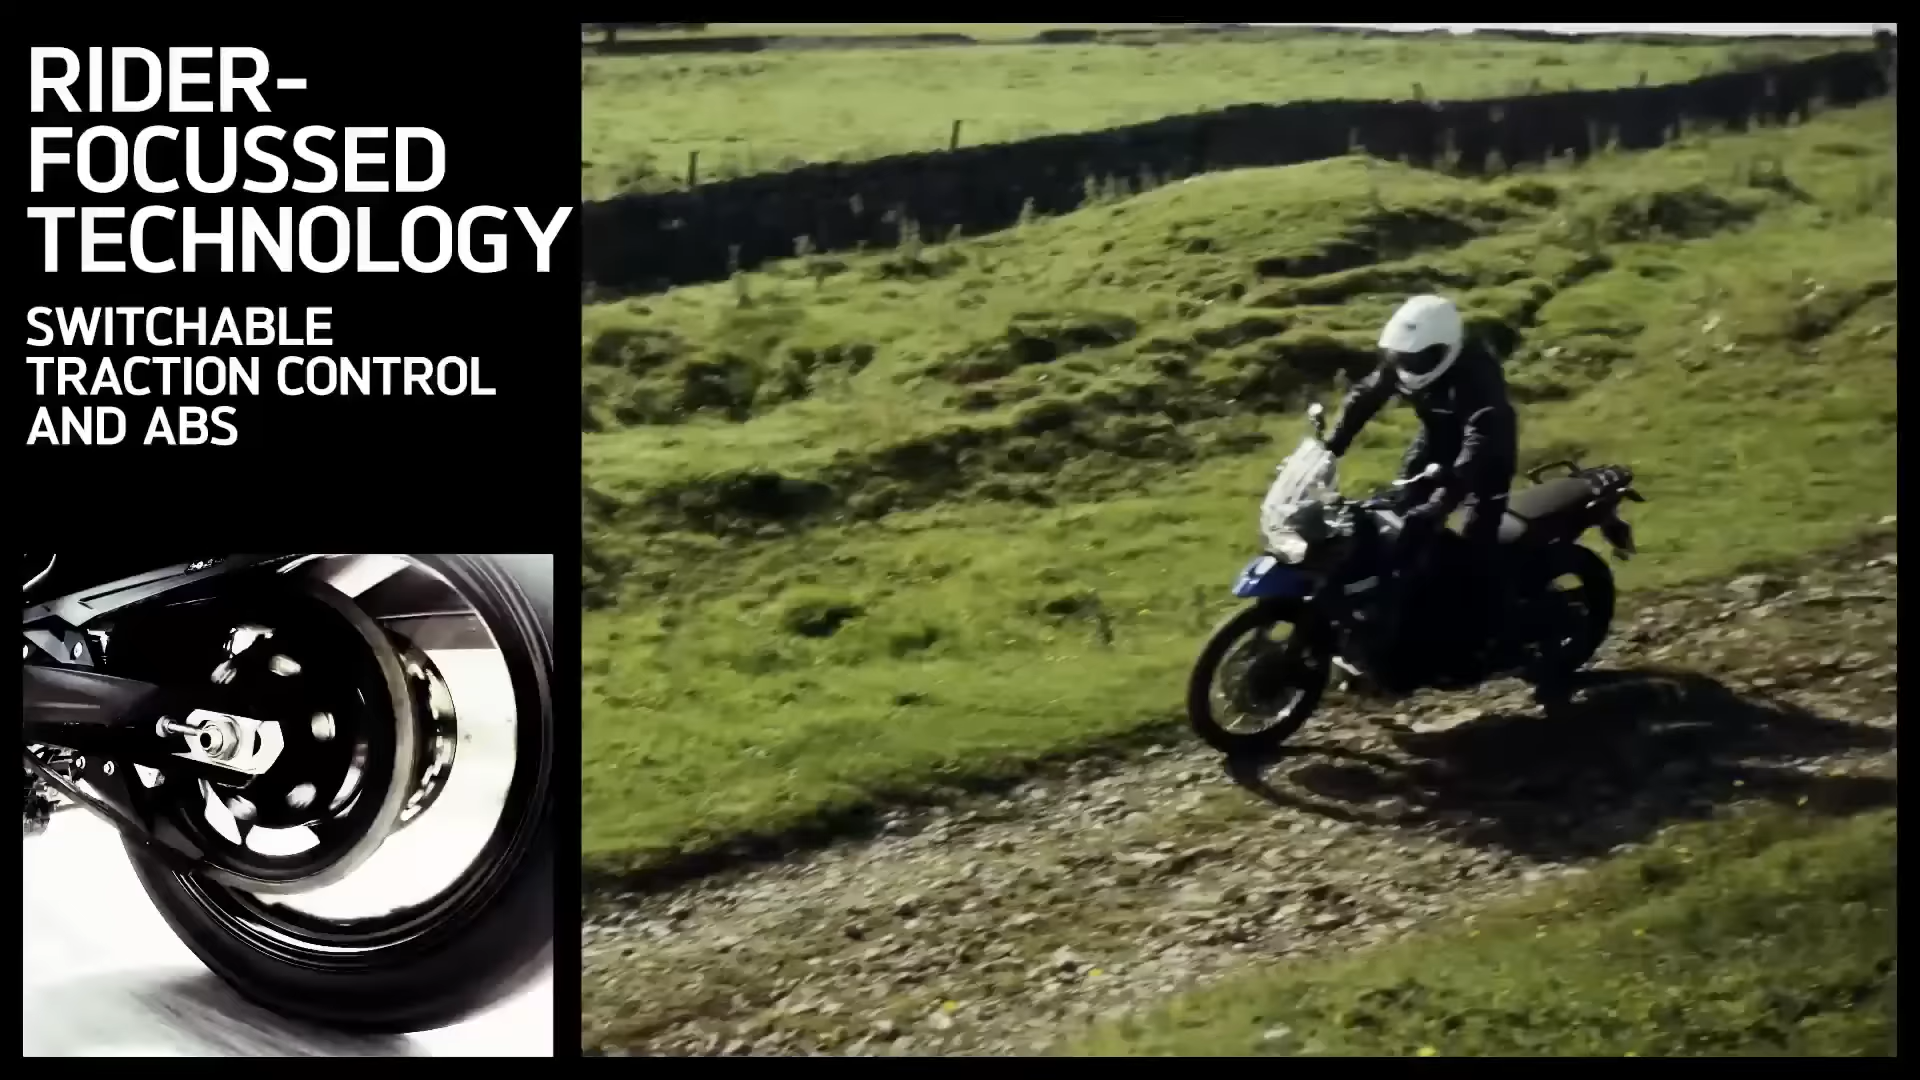 RIDER-
FOCUSSED
TECHNOLOGY
SWITCHABLE
TRACTION CONTROL
AND ABS